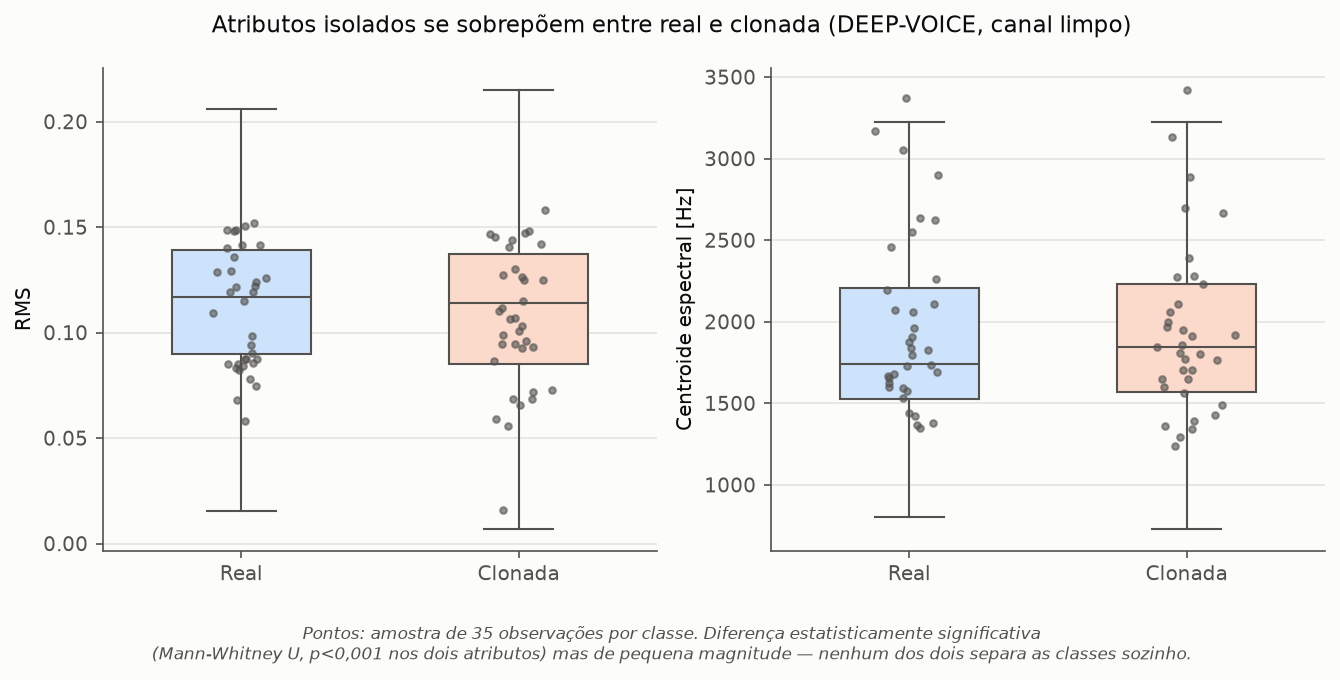 Atributos isolados se sobrepõem entre real e clonada (DEEP-VOICE, canal limpo)
RMS
0.20
0.15
0.10
0.05
0.00
Real
Clonada
Centroide espectral [Hz]
3500
3000
2500
2000
1500
1000
Real
Clonada
Pontos: amostra de 35 observações por classe. Diferença estatisticamente significativa
(Mann-Whitney U, p<0,001 nos dois atributos) mas de pequena magnitude — nenhum dos dois separa as classes sozinho.